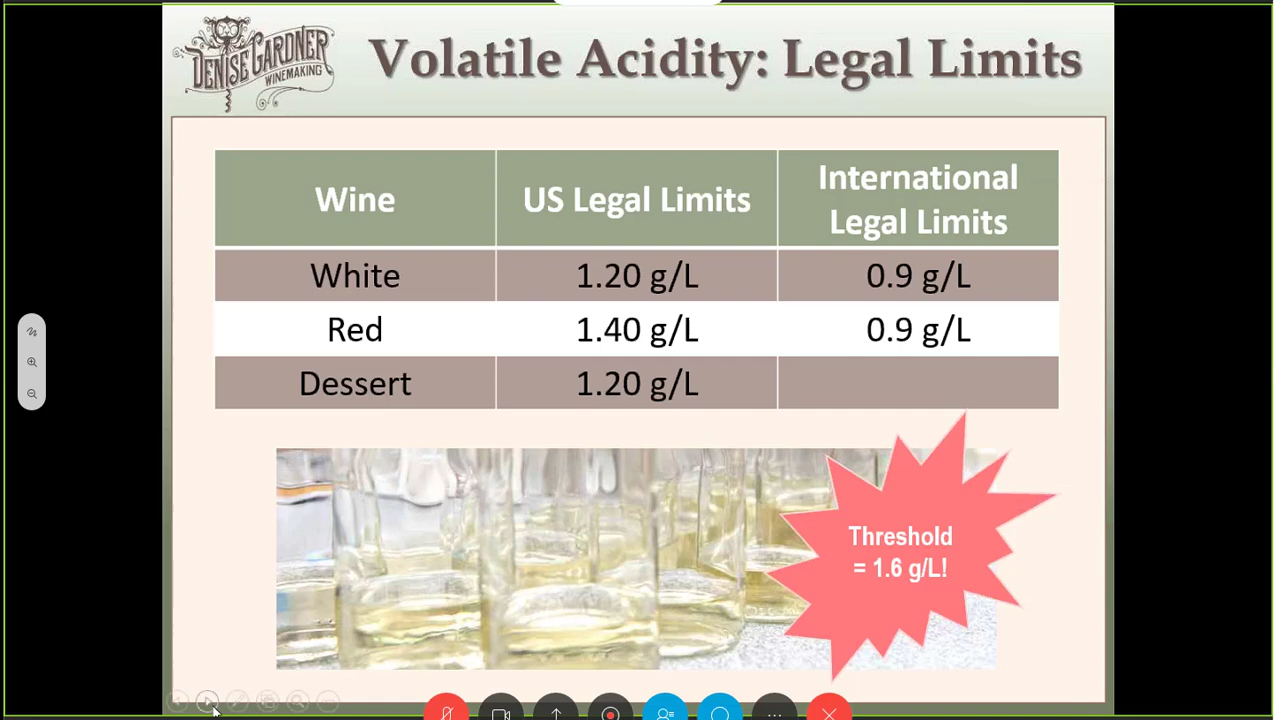 DENISE GARDNER
WINEMAKING
Volatile Acidity: Legal Limits
Wine
US Legal Limits
International
Legal Limits
White
1.20 g/L
0.9 g/L
Red
1.40 g/L
0.9 g/L
Dessert
1.20 g/L
Threshold
= 1.6 g/L!